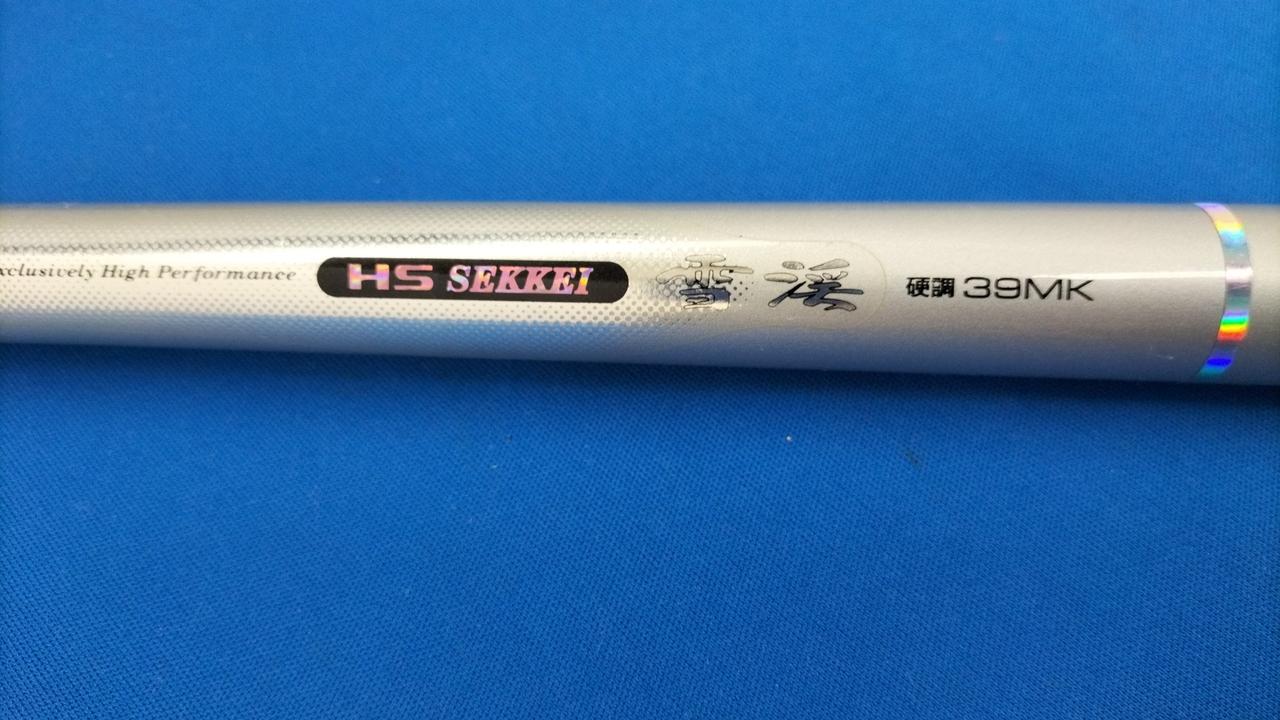 xclusively High Performance HS SEKKEI 雪渓 硬調 39MK